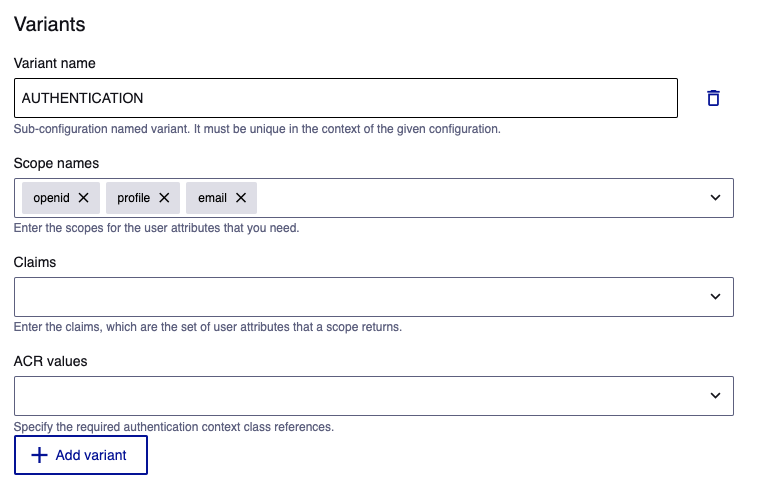 Variants
Variant name
AUTHENTICATION
Sub-configuration named variant. It must be unique in the context of the given configuration.
Scope names
openid profile email
Enter the scopes for the user attributes that you need.
Claims
Enter the claims, which are the set of user attributes that a scope returns.
ACR values
Specify the required authentication context class references.
Add variant